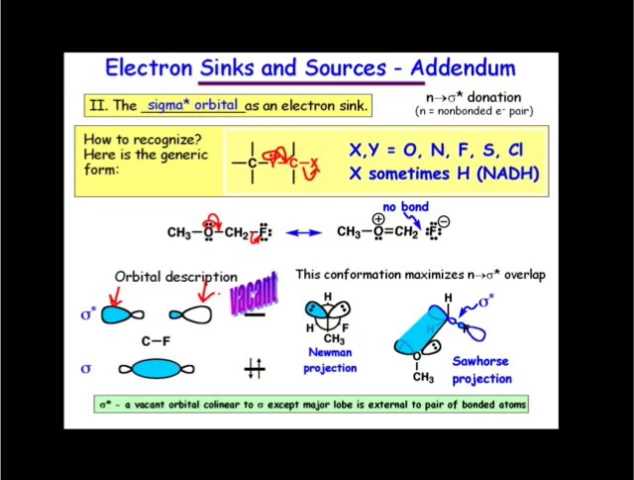 Electron Sinks and Sources - Addendum
II. The sigma* orbital as an electron sink.
n→σ* donation
(n = nonbonded e⁻ pair)
How to recognize?
Here is the generic
form:
C C X
X,Y = O, N, F, S, Cl
X sometimes H (NADH)
no bond
CH₃-O-CH₂-F: ↔ CH₃-O=CH₂ :F:
Orbital description
vacant
This conformation maximizes n→σ* overlap
σ*
C-F
σ
H
H F
CH₃
Newman
projection
H
σ*
H F
O
CH₃
Sawhorse
projection
σ* - a vacant orbital colinear to σ except major lobe is external to pair of bonded atoms